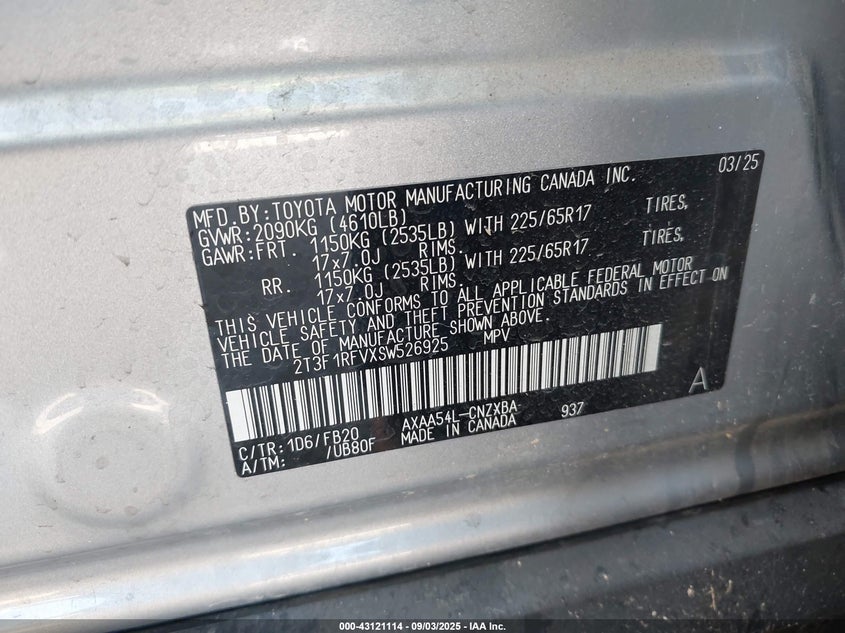 03/25
MFD.BY:TOYOTA MOTOR MANUFACTURING CANADA INC.
GVWR:2090KG (4610LB)
GAWR:FRT. 1150KG (2535LB) WITH 225/65R17 TIRES,
17x7.0J RIMS.
RR. 1150KG (2535LB) WITH 225/65R17 TIRES,
17x7.0J RIMS.
THIS VEHICLE CONFORMS TO ALL APPLICABLE FEDERAL MOTOR
VEHICLE SAFETY AND THEFT PREVENTION STANDARDS IN EFFECT ON
THE DATE OF MANUFACTURE SHOWN ABOVE.
2T3F1RFVXSW526925 MPV
A
C/TR:1D6/FB20 AXAA54L-CNZXBA 937
A/TM: /UB80F MADE IN CANADA
000-43121114 - 09/03/2025 - IAA Inc.